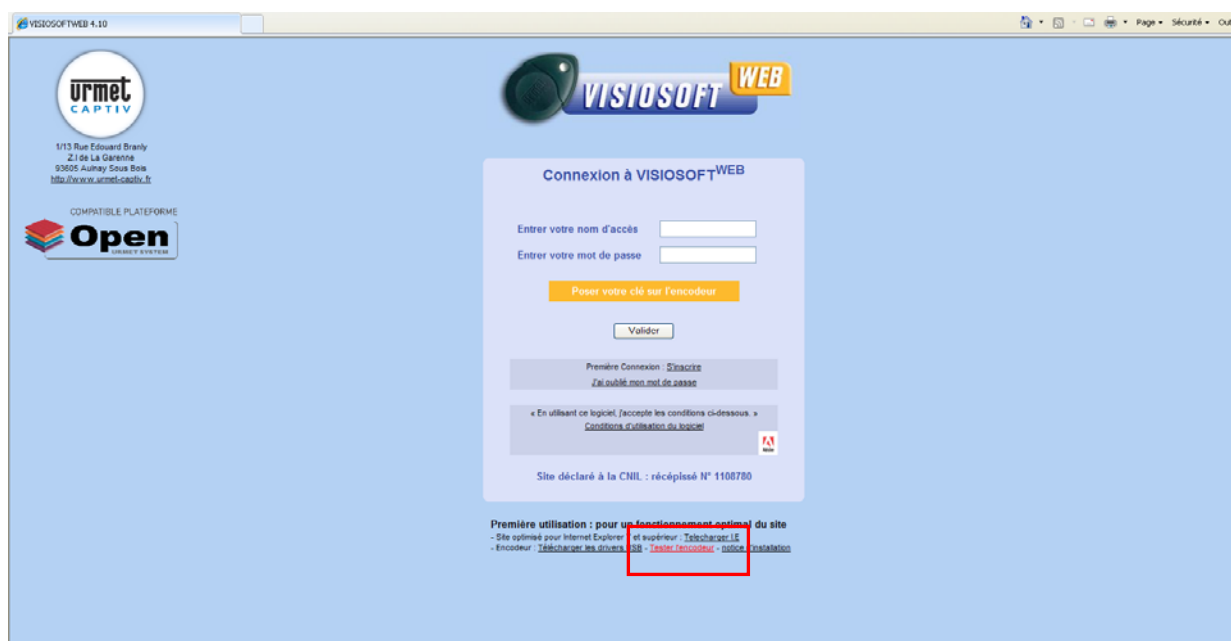 VISIOSOFTWEB 4.10
Page
Sécurité
urmet
CAPTIV
1/13 Rue Edouard Branly
Z.I de La Garenne
93605 Aulnay Sous Bois
http://www.urmet-captiv.fr
COMPATIBLE PLATEFORME
Open
URMET SYSTEM
VISIOSOFT WEB
Connexion à VISIOSOFTWEB
Entrer votre nom d'accès
Entrer votre mot de passe
Poser votre clé sur l'encodeur
Valider
Première Connexion : S'inscrire
J'ai oublié mon mot de passe
« En utilisant ce logiciel, j'accepte les conditions ci-dessous. »
Conditions d'utilisation du logiciel
Adobe
Site déclaré à la CNIL : récépissé N° 1108780
Première utilisation : pour un fonctionnement optimal du site
- Site optimisé pour Internet Explorer 7 et supérieur : Telecharger I.E
- Encodeur : Télécharger les drivers USB - Tester l'encodeur - notice d'installation